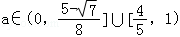 a∈(0, (5-√7)/8]∪[4/5, 1)